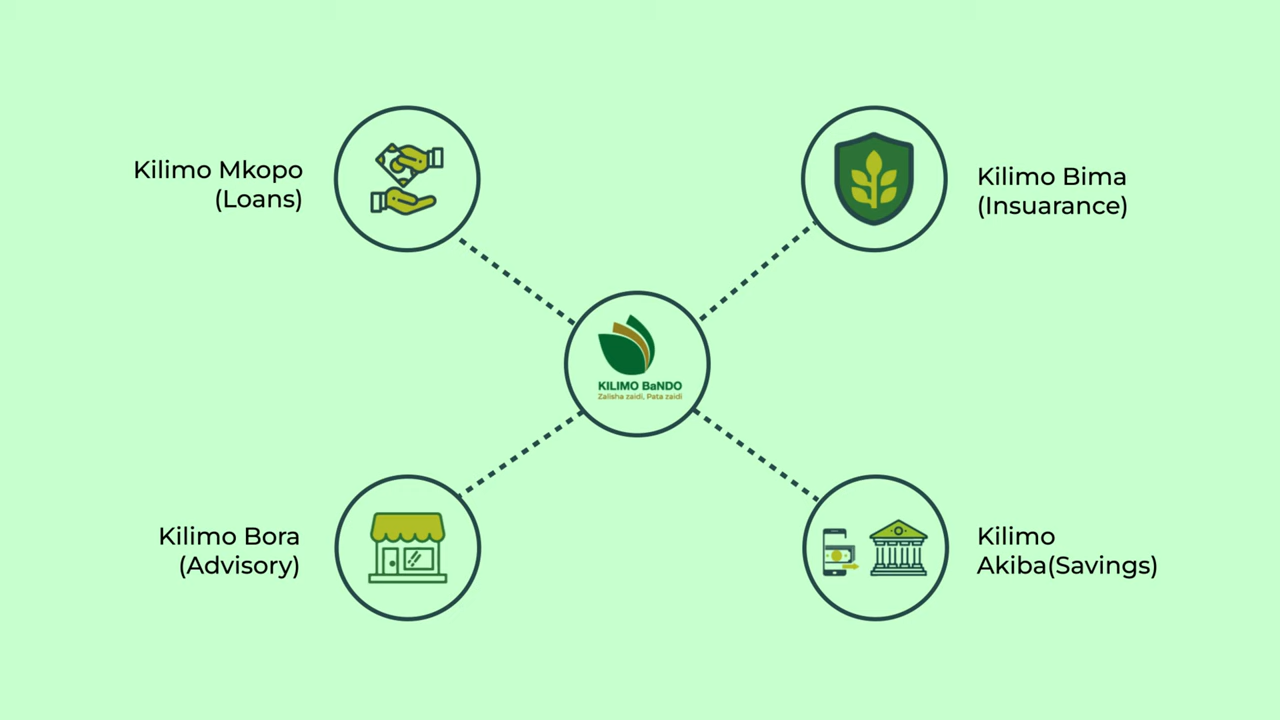 Kilimo Mkopo
(Loans)
Kilimo Bima
(Insuarance)
KILIMO BaNDO
Zalisha zaidi, Pata zaidi
Kilimo Bora
(Advisory)
Kilimo
Akiba(Savings)